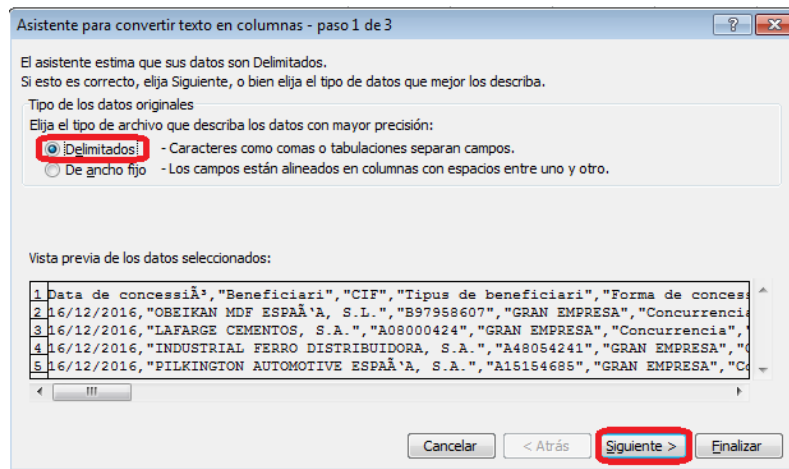 Asistente para convertir texto en columnas - paso 1 de 3
El asistente estima que sus datos son Delimitados.
Si esto es correcto, elija Siguiente, o bien elija el tipo de datos que mejor los describa.
Tipo de los datos originales
Elija el tipo de archivo que describa los datos con mayor precisión:
Delimitados - Caracteres como comas o tabulaciones separan campos.
De ancho fijo - Los campos están alineados en columnas con espacios entre uno y otro.
Vista previa de los datos seleccionados:
1 Data de concessiÃ³,"Beneficiari","CIF","Tipus de beneficiari","Forma de conces
2 16/12/2016,"OBEIKAN MDF ESPAÃ‘A, S.L.","B97958607","GRAN EMPRESA","Concurrencia
3 16/12/2016,"LAFARGE CEMENTOS, S.A.","A08000424","GRAN EMPRESA","Concurrencia","
4 16/12/2016,"INDUSTRIAL FERRO DISTRIBUIDORA, S.A.","A48054241","GRAN EMPRESA","
5 16/12/2016,"PILKINGTON AUTOMOTIVE ESPAÃ‘A, S.A.","A15154685","GRAN EMPRESA","Co
Cancelar < Atrás Siguiente > Finalizar